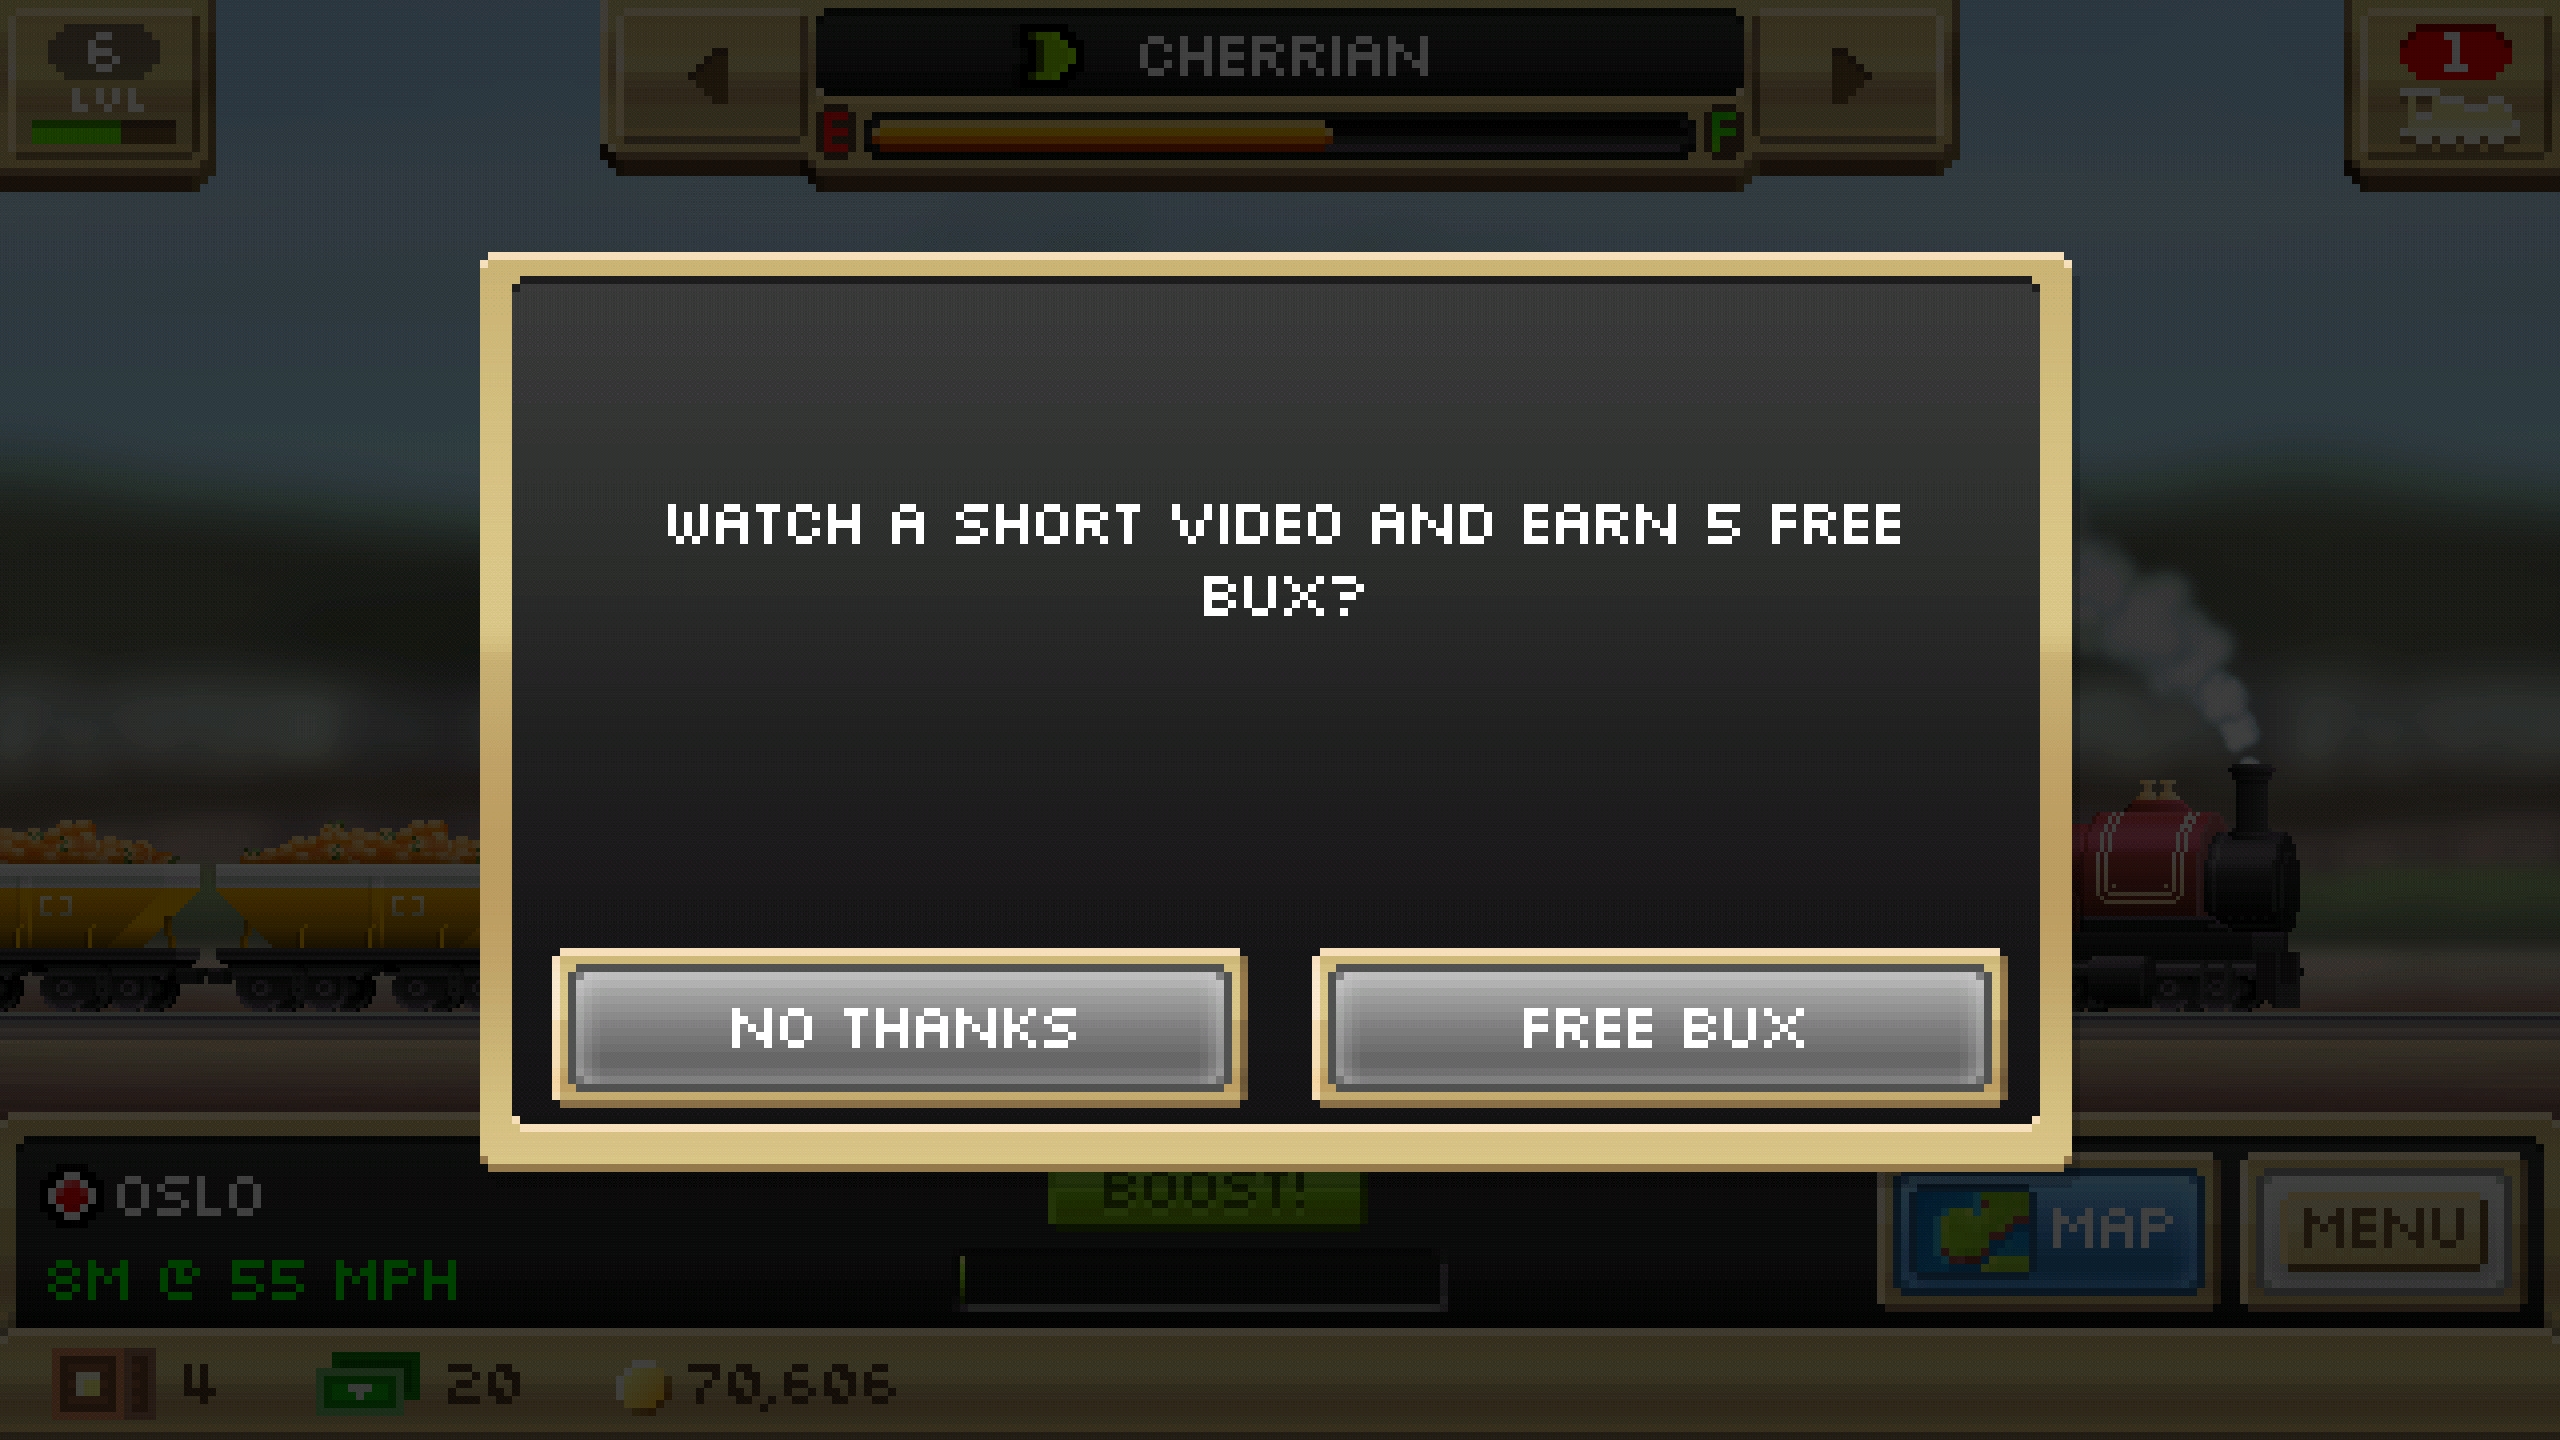 6
LVL
CHERRIAN
E F
1
WATCH A SHORT VIDEO AND EARN 5 FREE
BUX?
NO THANKS
FREE BUX
OSLO
BOOST!
MAP
MENU
8M @ 55 MPH
4
20
70,606